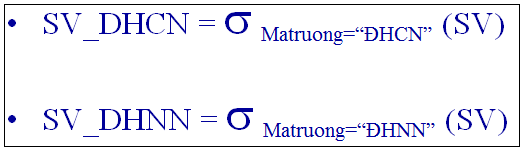 • SV_DHCN = σ Matruong=“ĐHCN” (SV)
• SV_DHNN = σ Matruong=“ĐHNN” (SV)